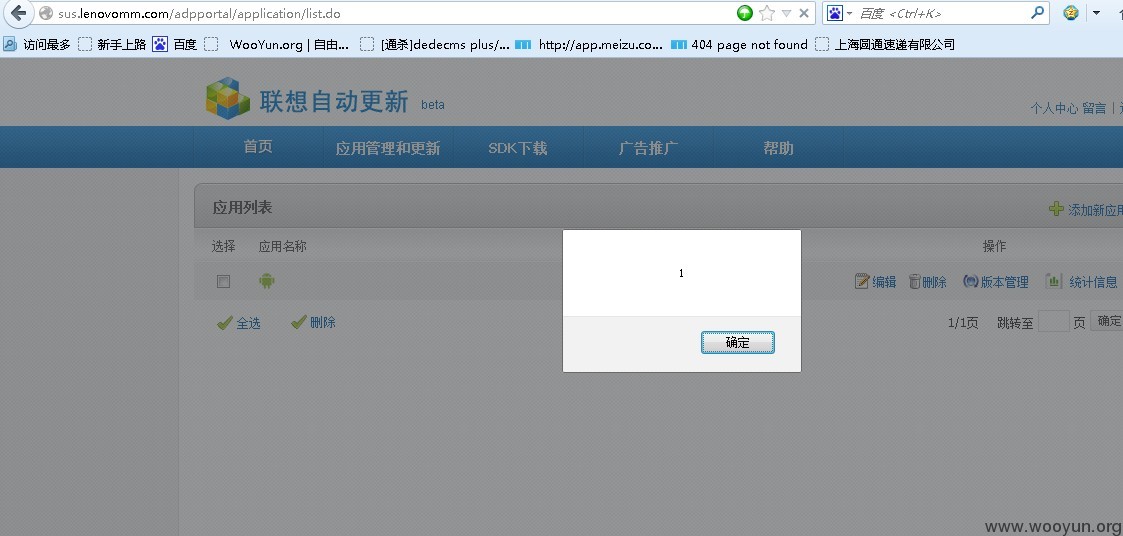 sus.lenovomm.com/adpportal/application/list.do
百度 <Ctrl+K>
访问最多 新手上路 百度 WooYun.org | 自由... [通杀]dedecms plus/... http://app.meizu.co... 404 page not found 上海圆通速递有限公司
联想自动更新 beta
个人中心 留言 |
首页 应用管理和更新 SDK下载 广告推广 帮助
应用列表 添加新应用
选择 应用名称 操作
编辑 删除 版本管理 统计信息
全选 删除 1/1页 跳转至 页 确定
1
确定
www.wooyun.org